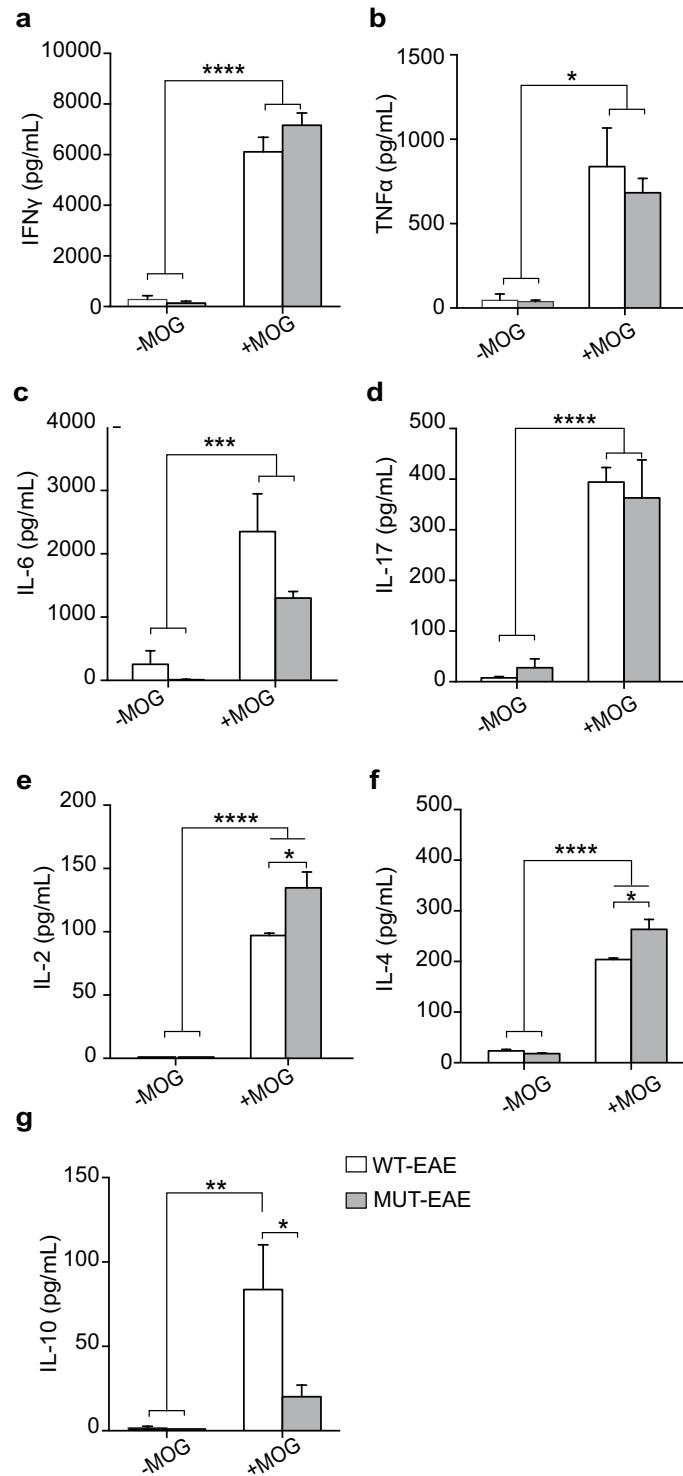 a
IFNγ (pg/mL)
10000
8000
6000
4000
2000
0
****
-MOG
+MOG
b
TNFα (pg/mL)
1500
1000
500
0
*
-MOG
+MOG
c
IL-6 (pg/mL)
4000
3000
2000
1000
0
***
-MOG
+MOG
d
IL-17 (pg/mL)
500
400
300
200
100
0
****
-MOG
+MOG
e
IL-2 (pg/mL)
200
150
100
50
0
****
*
-MOG
+MOG
f
IL-4 (pg/mL)
500
400
300
200
100
0
****
*
-MOG
+MOG
g
IL-10 (pg/mL)
150
100
50
0
**
*
-MOG
+MOG
WT-EAE
MUT-EAE